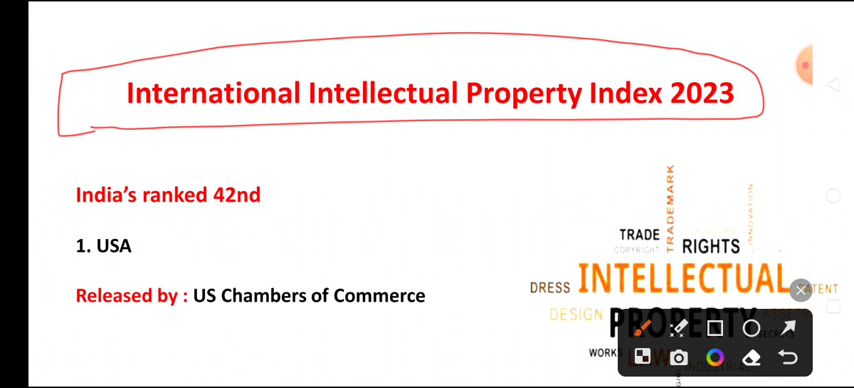 International Intellectual Property Index 2023
India's ranked 42nd
1. USA
Released by : US Chambers of Commerce
TRADEMARK
INNOVATION
TRADE
COPYRIGHT
RIGHTS
DRESS INTELLECTUAL
DESIGN PROPERTY
WORKS